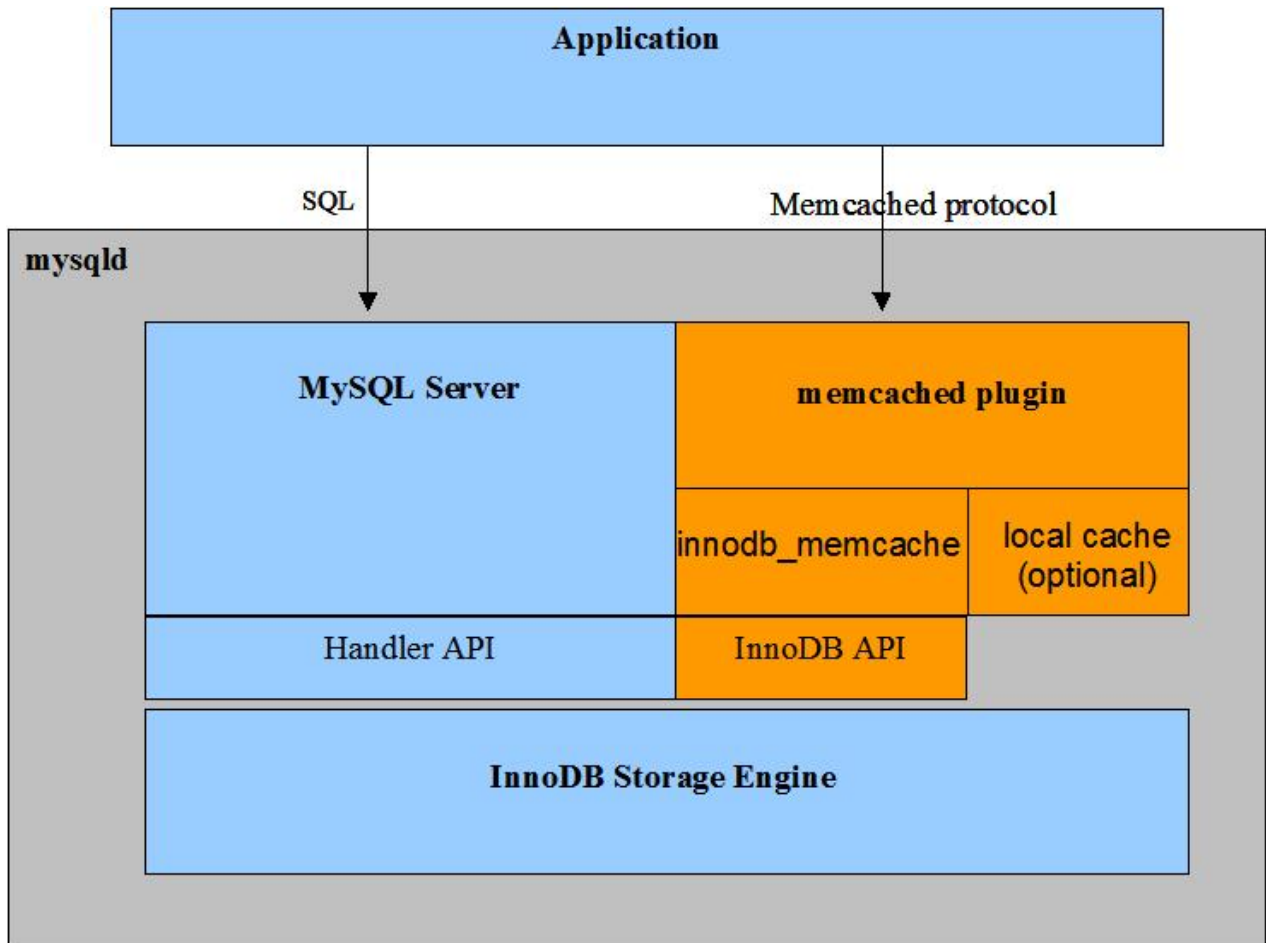 Application
SQL
Memcached protocol
mysqld
MySQL Server
memcached plugin
innodb_memcache
local cache
(optional)
Handler API
InnoDB API
InnoDB Storage Engine